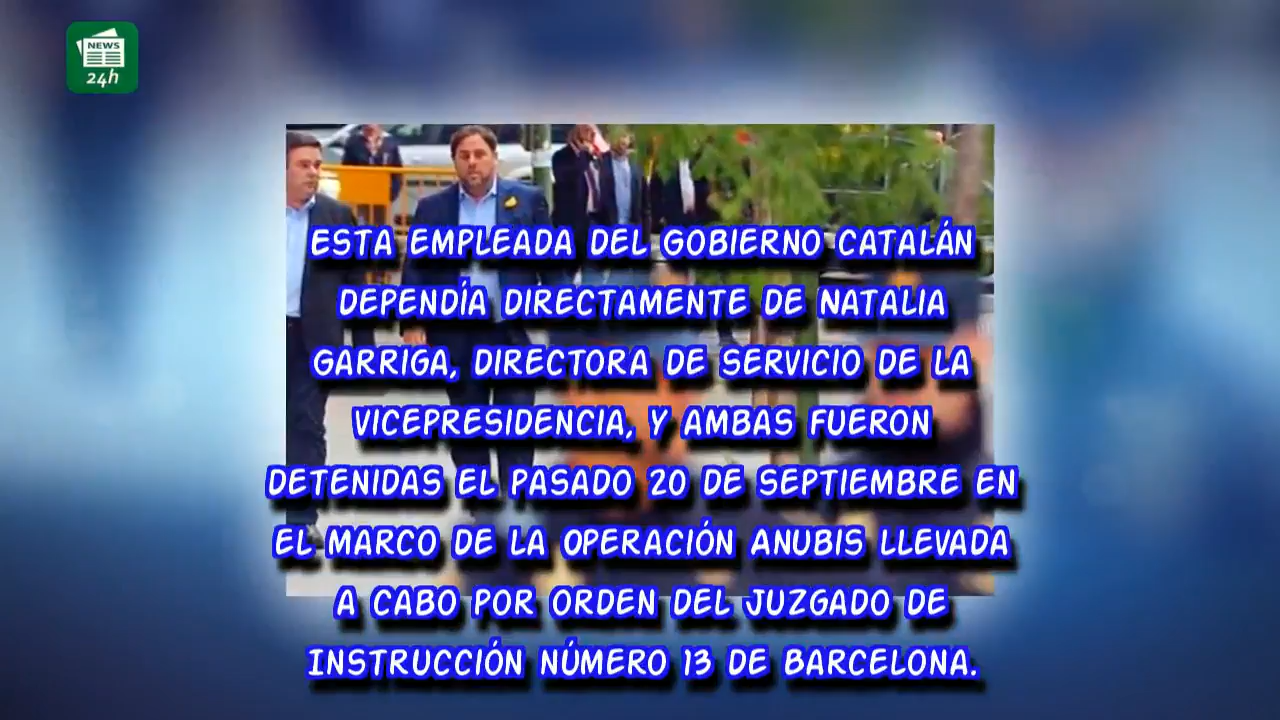 NEWS
24h
ESTA EMPLEADA DEL GOBIERNO CATALÁN
DEPENDÍA DIRECTAMENTE DE NATALIA
GARRIGA, DIRECTORA DE SERVICIO DE LA
VICEPRESIDENCIA, Y AMBAS FUERON
DETENIDAS EL PASADO 20 DE SEPTIEMBRE EN
EL MARCO DE LA OPERACIÓN ANUBIS LLEVADA
A CABO POR ORDEN DEL JUZGADO DE
INSTRUCCIÓN NÚMERO 13 DE BARCELONA.